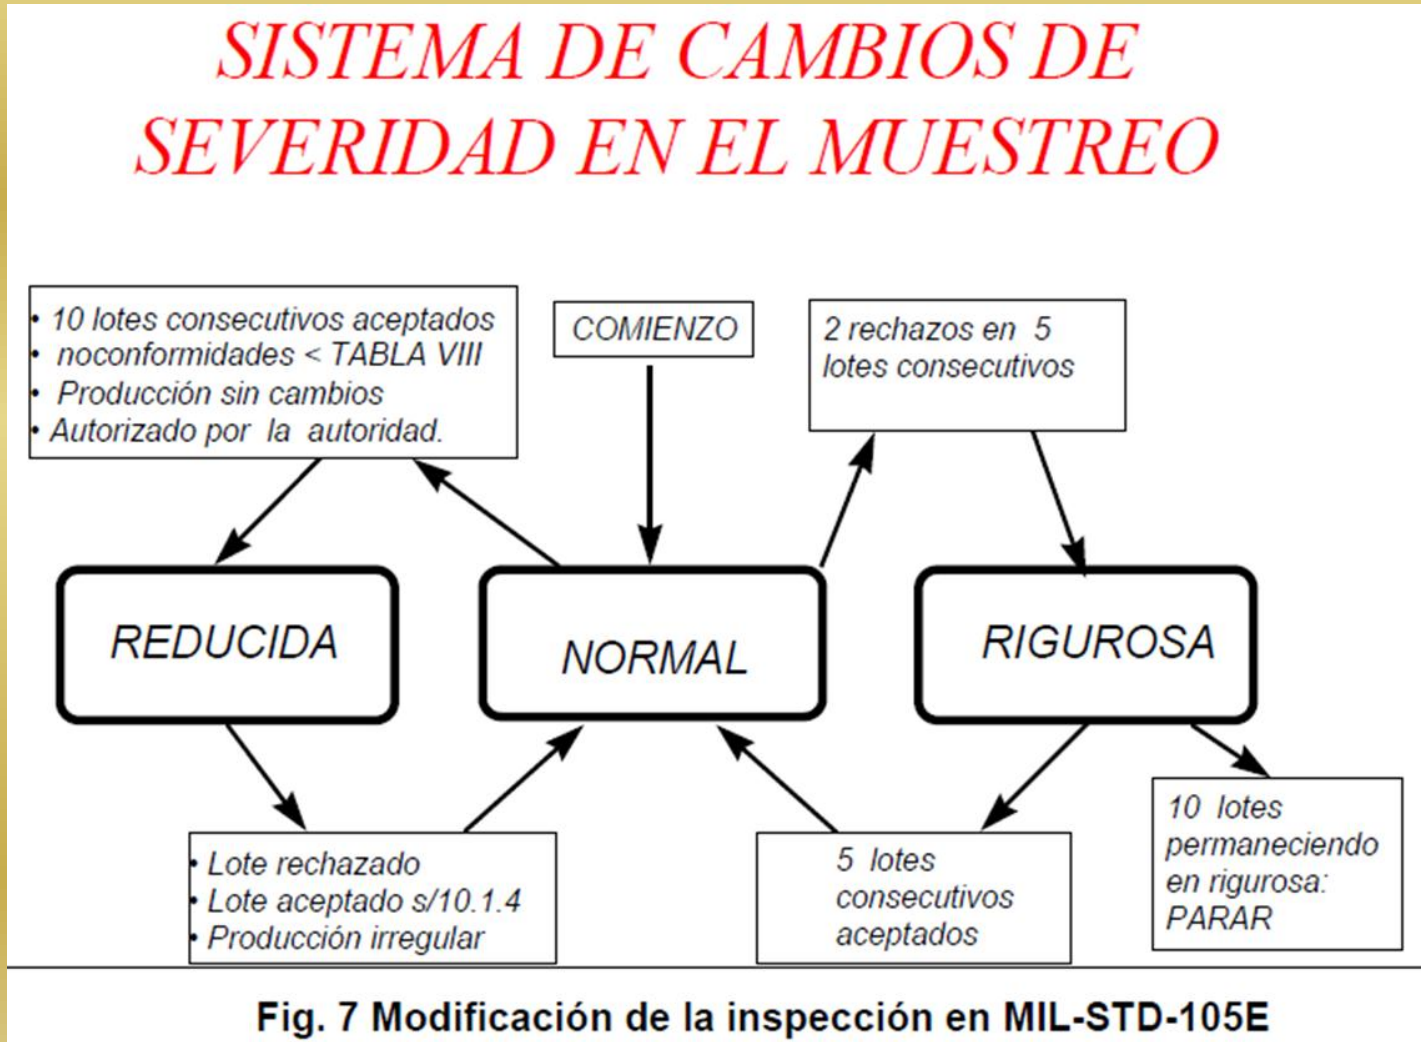 SISTEMA DE CAMBIOS DE
SEVERIDAD EN EL MUESTREO
• 10 lotes consecutivos aceptados
• noconformidades < TABLA VIII
• Producción sin cambios
• Autorizado por la autoridad.
COMIENZO
2 rechazos en 5
lotes consecutivos
REDUCIDA
NORMAL
RIGUROSA
• Lote rechazado
• Lote aceptado s/10.1.4
• Producción irregular
5 lotes
consecutivos
aceptados
10 lotes
permaneciendo
en rigurosa:
PARAR
Fig. 7 Modificación de la inspección en MIL-STD-105E